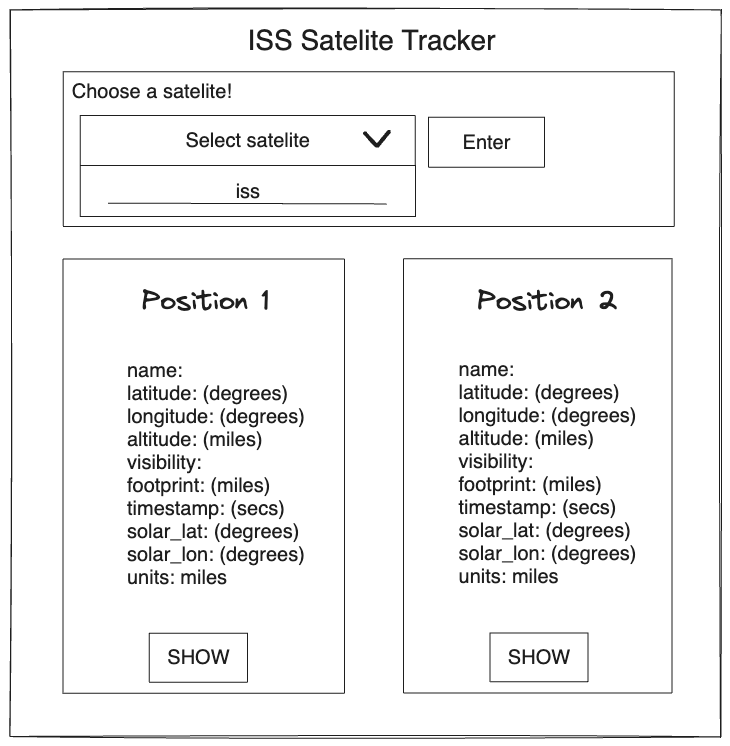 ISS Satelite Tracker
Choose a satelite!
Select satelite
Enter
iss
Position 1
name:
latitude: (degrees)
longitude: (degrees)
altitude: (miles)
visibility:
footprint: (miles)
timestamp: (secs)
solar_lat: (degrees)
solar_lon: (degrees)
units: miles
SHOW
Position 2
name:
latitude: (degrees)
longitude: (degrees)
altitude: (miles)
visibility:
footprint: (miles)
timestamp: (secs)
solar_lat: (degrees)
solar_lon: (degrees)
units: miles
SHOW